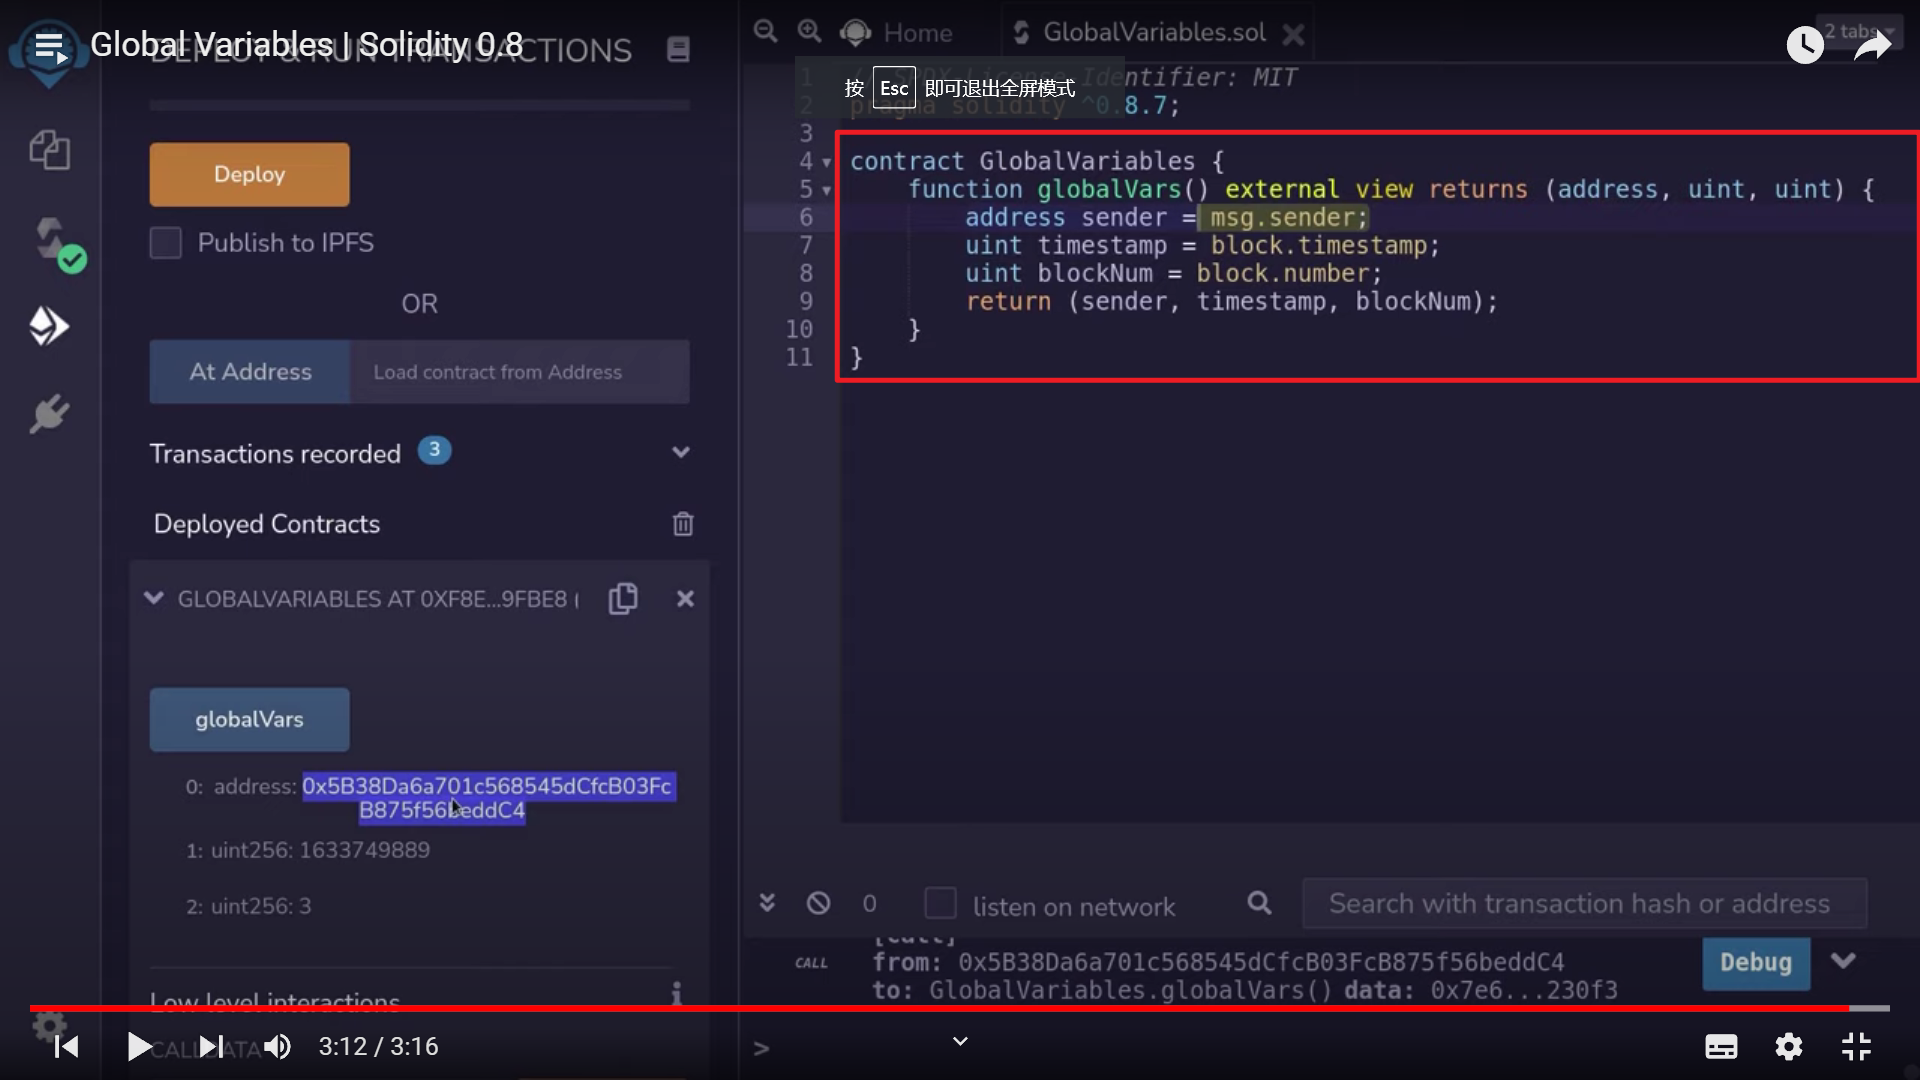 Global Variables | Solidity 0.8
DEPLOY & RUN TRANSACTIONS
Home
GlobalVariables.sol
2 tabs
按 Esc 即可退出全屏模式
Deploy
Publish to IPFS
OR
At Address
Load contract from Address
Transactions recorded 3
Deployed Contracts
GLOBALVARIABLES AT 0XF8E...9FBE8 (
globalVars
0: address: 0x5B38Da6a701c568545dCfcB03Fc
B875f56beddC4
1: uint256: 1633749889
2: uint256: 3
Low level interactions
CALLDATA
1 // SPDX-License-Identifier: MIT
2 pragma solidity ^0.8.7;
3
4 contract GlobalVariables {
5 function globalVars() external view returns (address, uint, uint) {
6 address sender = msg.sender;
7 uint timestamp = block.timestamp;
8 uint blockNum = block.number;
9 return (sender, timestamp, blockNum);
10 }
11 }
0
listen on network
Search with transaction hash or address
[call]
CALL
from: 0x5B38Da6a701c568545dCfcB03FcB875f56beddC4
to: GlobalVariables.globalVars() data: 0x7e6...230f3
Debug
>
3:12 / 3:16